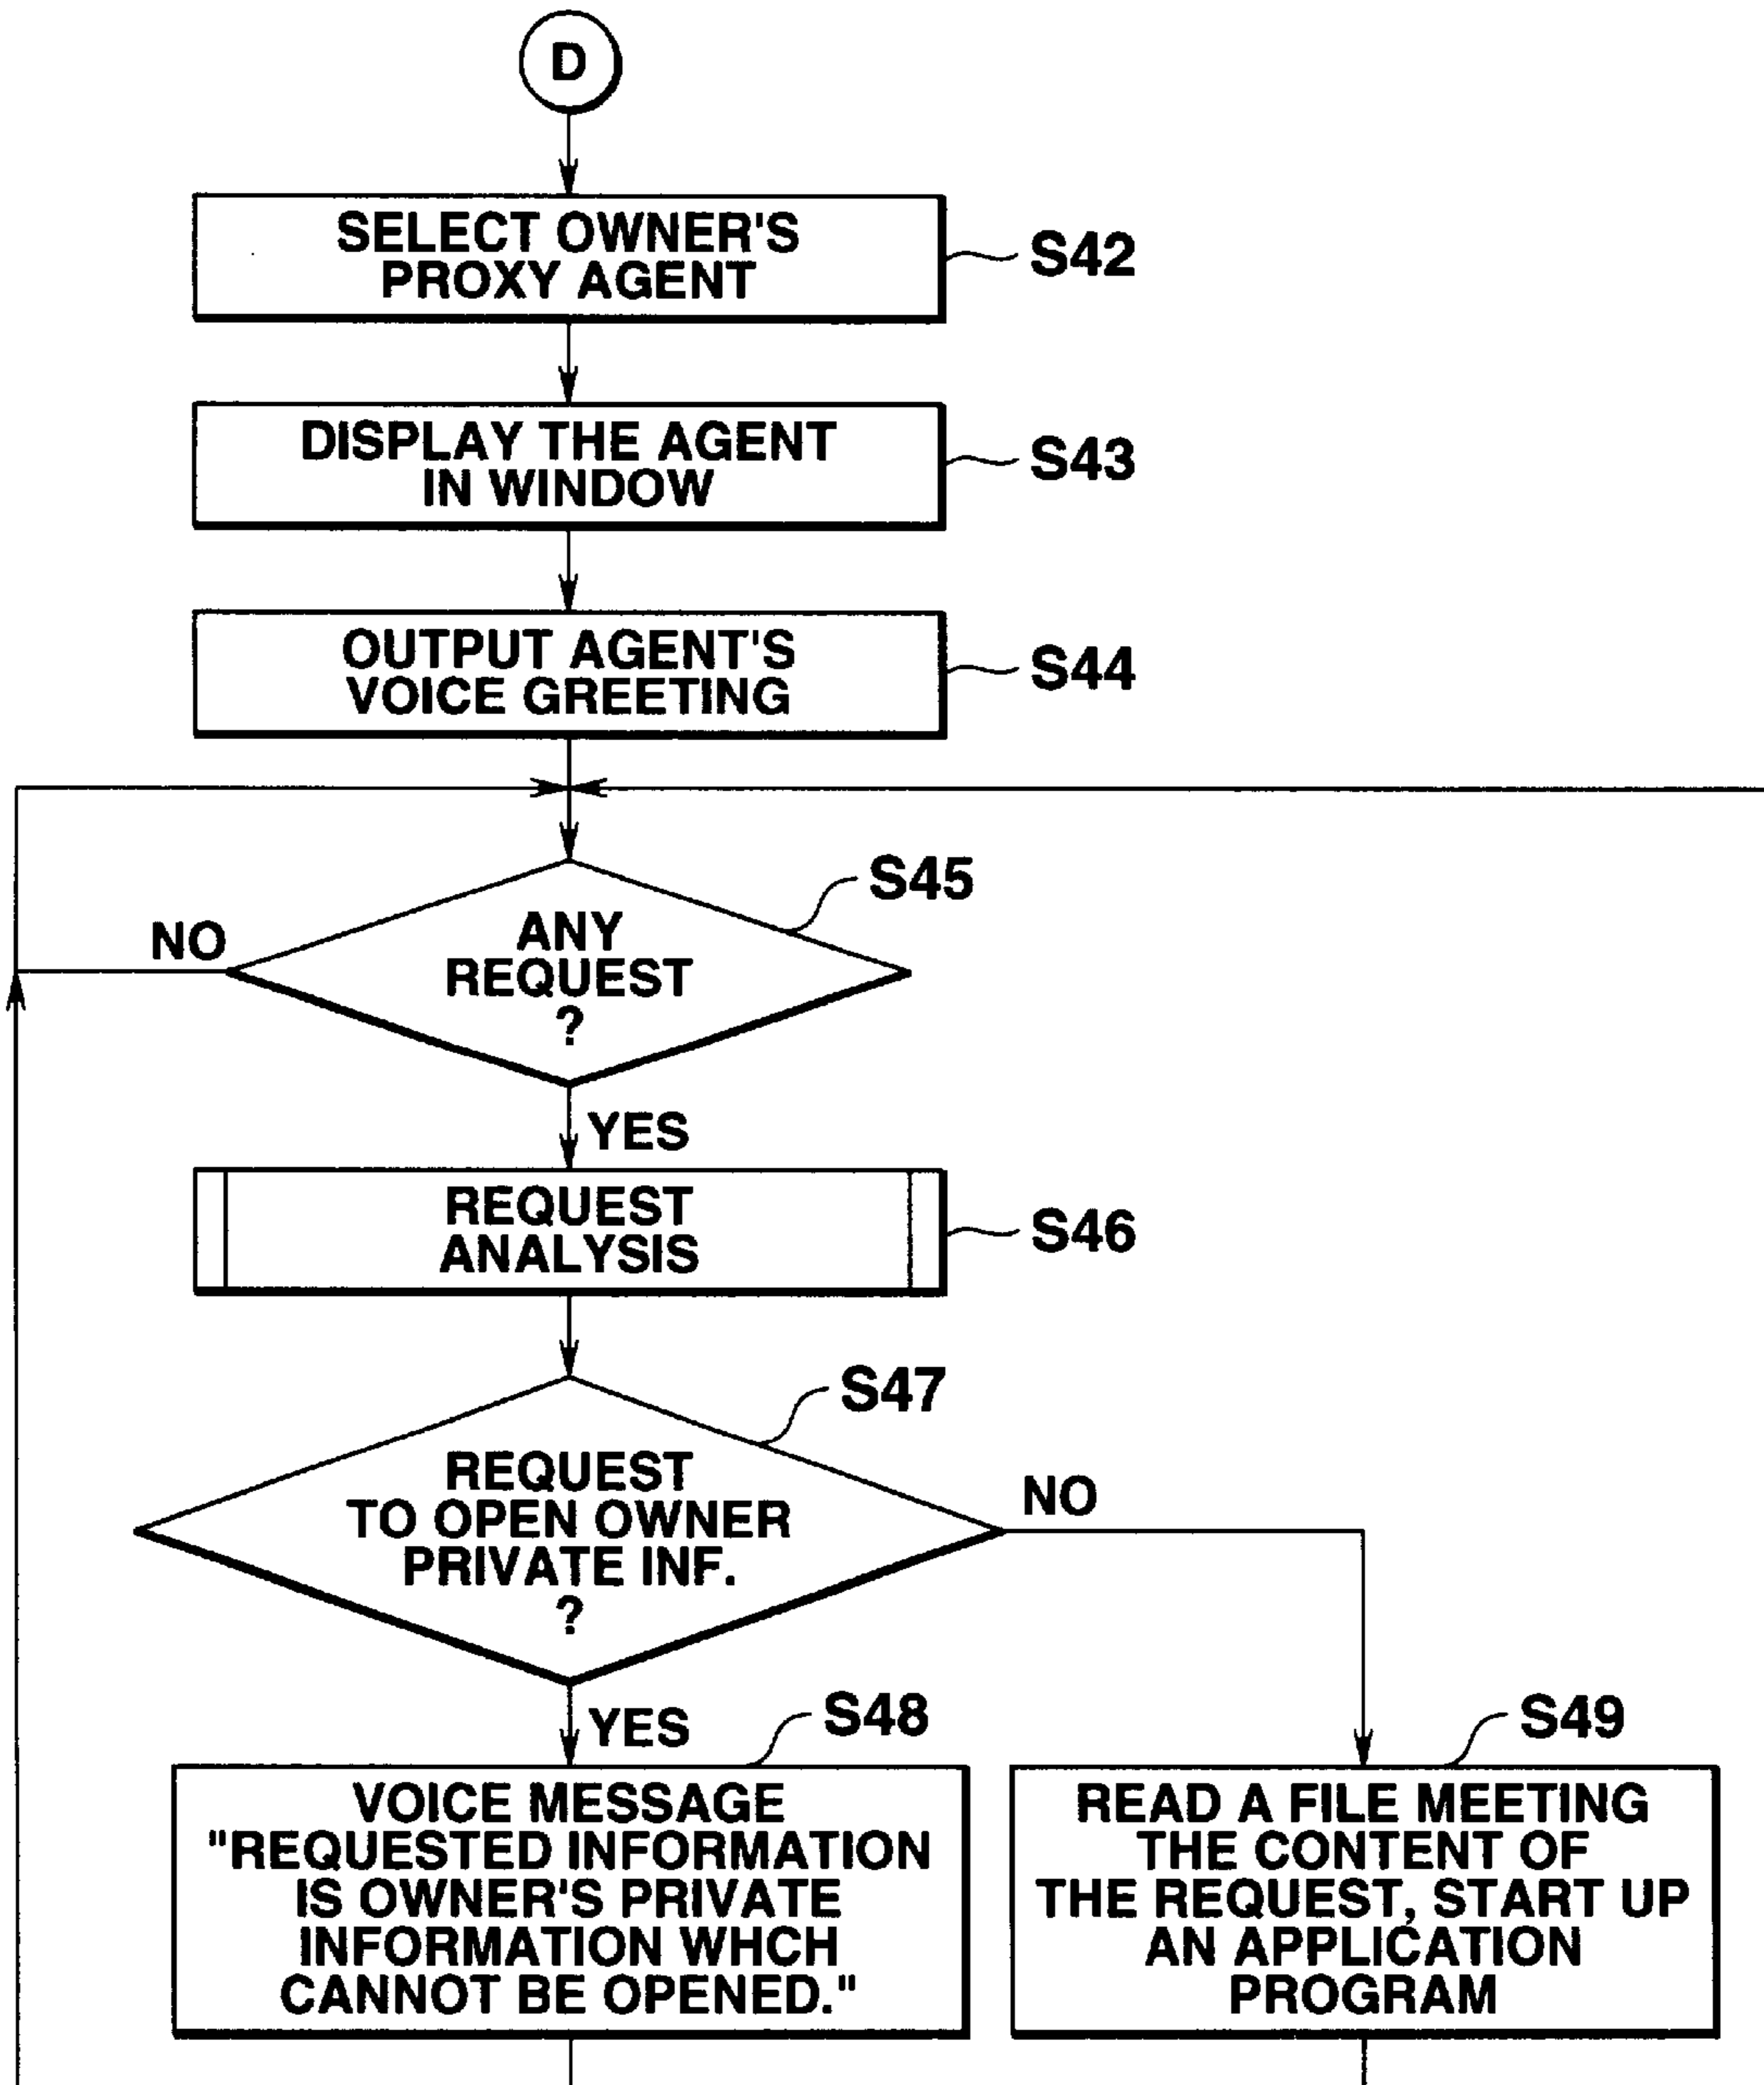 D
SELECT OWNER'S
PROXY AGENT
S42
DISPLAY THE AGENT
IN WINDOW
S43
OUTPUT AGENT'S
VOICE GREETING
S44
S45
NO
ANY
REQUEST
?
YES
REQUEST
ANALYSIS
S46
S47
REQUEST
TO OPEN OWNER
PRIVATE INF.
?
NO
YES
S48
VOICE MESSAGE
"REQUESTED INFORMATION
IS OWNER'S PRIVATE
INFORMATION WHCH
CANNOT BE OPENED."
S49
READ A FILE MEETING
THE CONTENT OF
THE REQUEST, START UP
AN APPLICATION
PROGRAM